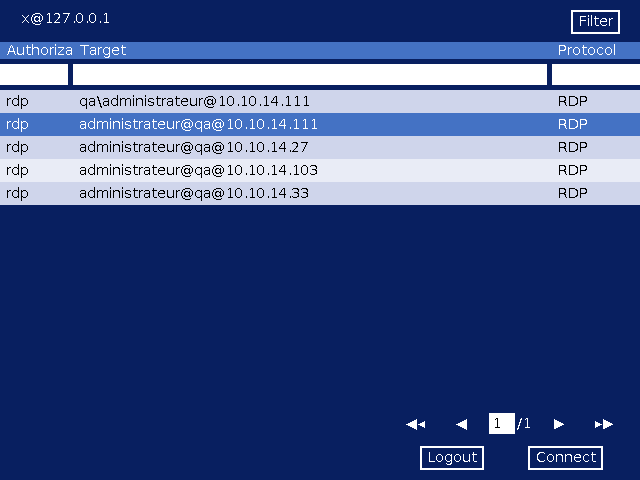 x@127.0.0.1
Filter
Authoriza Target Protocol
rdp qa\administrateur@10.10.14.111 RDP
rdp administrateur@qa@10.10.14.111 RDP
rdp administrateur@qa@10.10.14.27 RDP
rdp administrateur@qa@10.10.14.103 RDP
rdp administrateur@qa@10.10.14.33 RDP
1 /1
Logout Connect